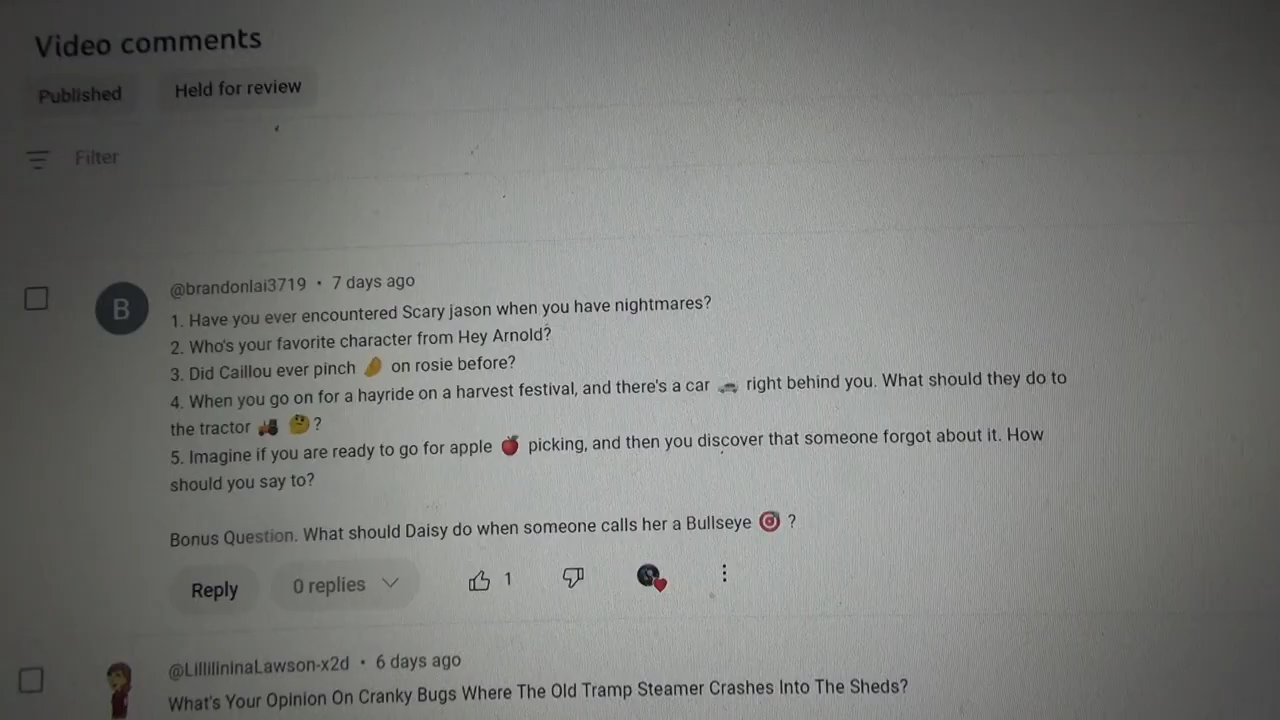 Video comments
Published
Held for review
Filter
B
@brandonlai3719 • 7 days ago
1. Have you ever encountered Scary jason when you have nightmares?
2. Who's your favorite character from Hey Arnold?
3. Did Caillou ever pinch 🤌 on rosie before?
4. When you go on for a hayride on a harvest festival, and there's a car 🚗 right behind you. What should they do to
the tractor 🚜 🤔?
5. Imagine if you are ready to go for apple 🍎 picking, and then you discover that someone forgot about it. How
should you say to?
Bonus Question. What should Daisy do when someone calls her a Bullseye 🎯 ?
Reply
0 replies
1
@LillilininaLawson-x2d • 6 days ago
What's Your Opinion On Cranky Bugs Where The Old Tramp Steamer Crashes Into The Sheds?